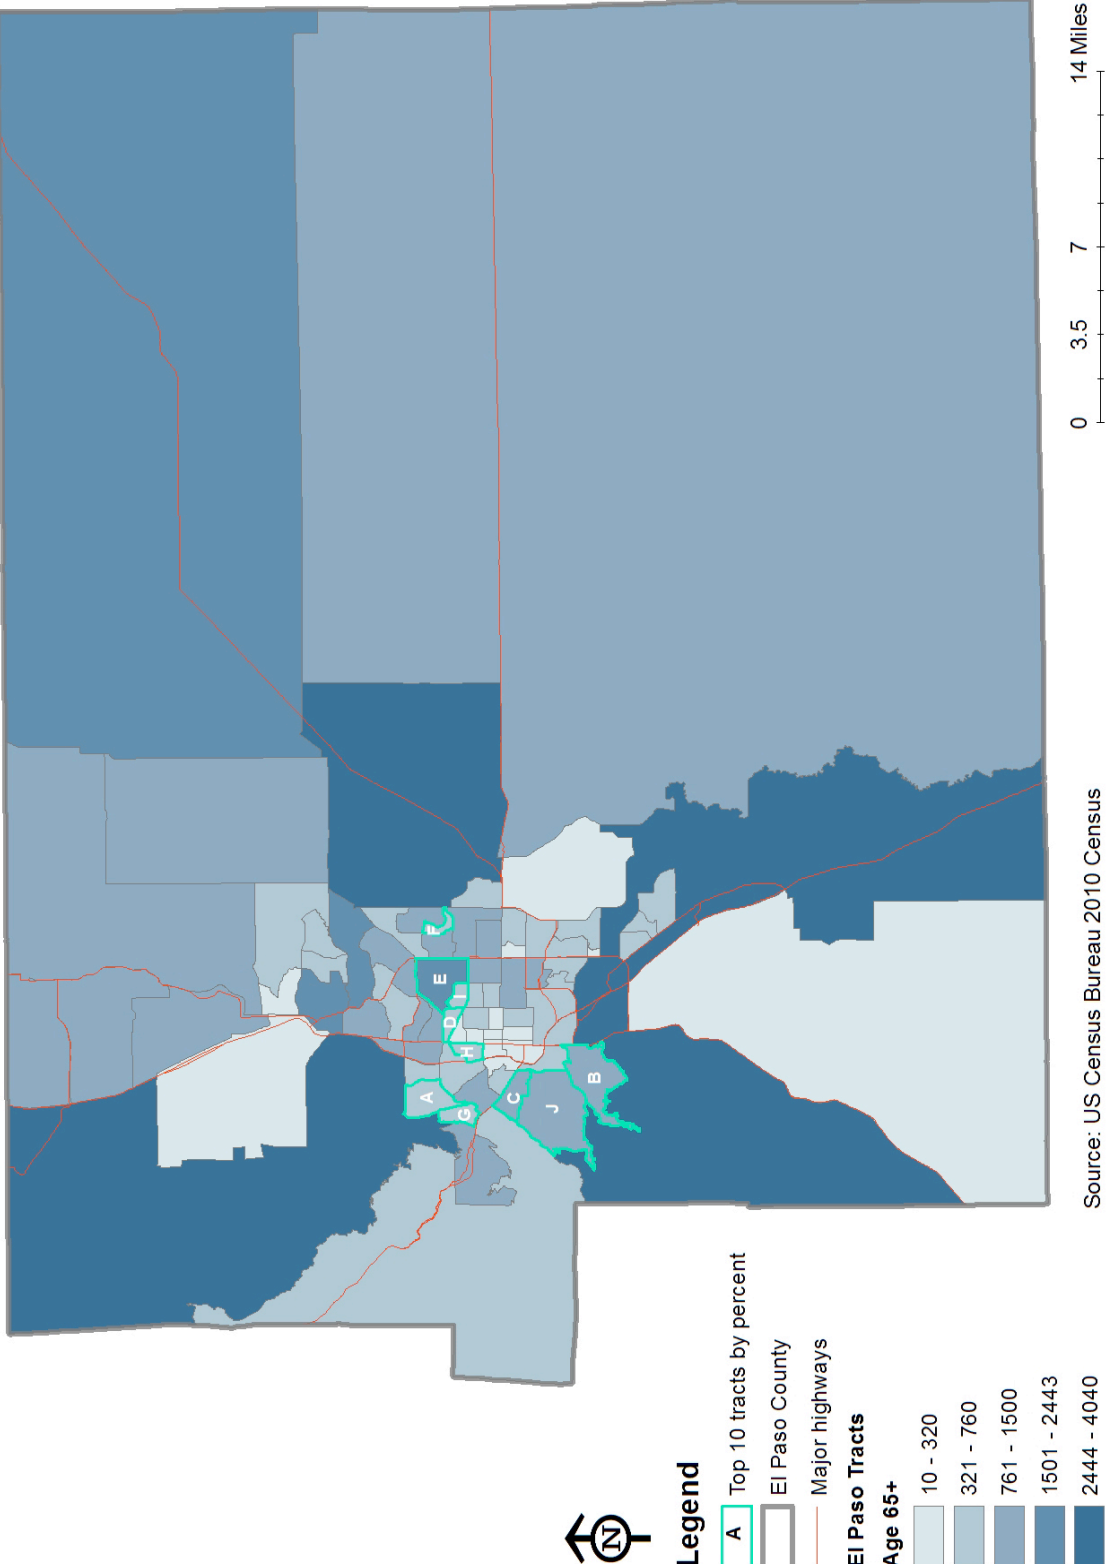 A
B
C
D
E
F
G
H
I
J
N
Legend
A Top 10 tracts by percent
El Paso County
Major highways
El Paso Tracts
Age 65+
10 - 320
321 - 760
761 - 1500
1501 - 2443
2444 - 4040
0 3.5 7 14 Miles
Source: US Census Bureau 2010 Census